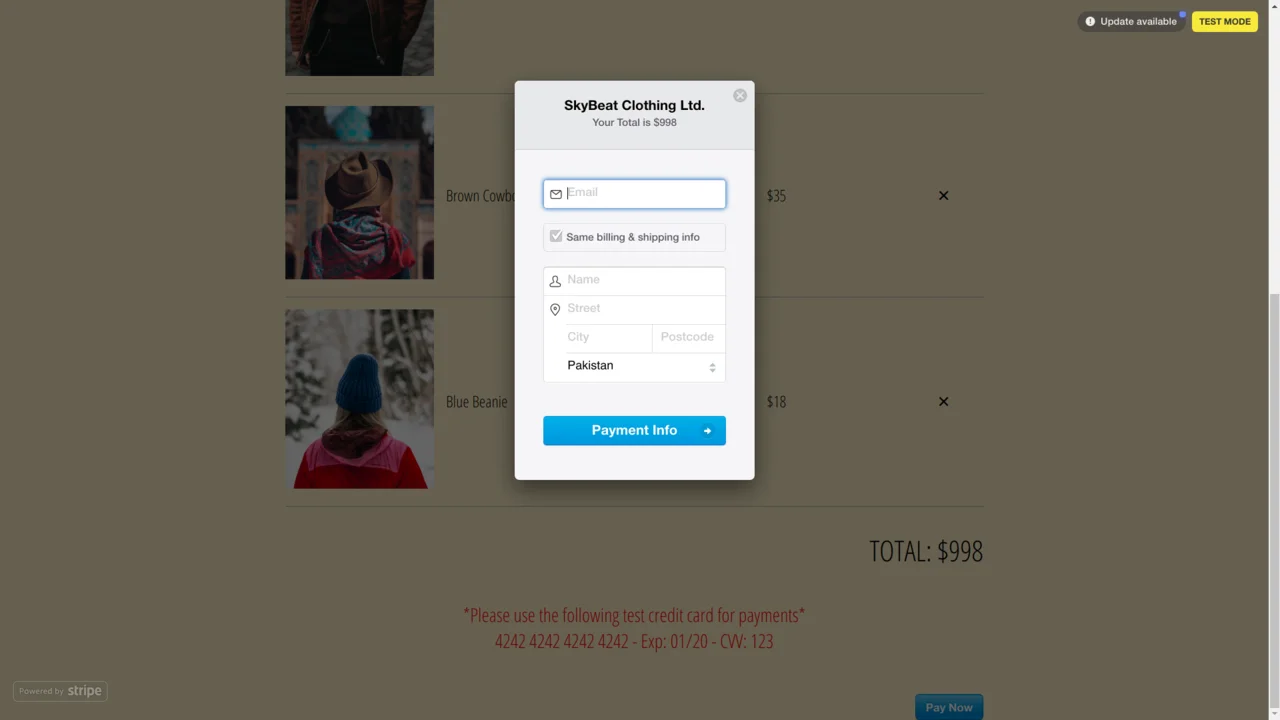 Update available
TEST MODE
SkyBeat Clothing Ltd.
Your Total is $998
Email
Brown Cowbo
$35
×
Same billing & shipping info
Name
Street
City
Postcode
Pakistan
Blue Beanie
$18
×
Payment Info
TOTAL: $998
*Please use the following test credit card for payments*
4242 4242 4242 4242 - Exp: 01/20 - CVV: 123
Powered by stripe
Pay Now